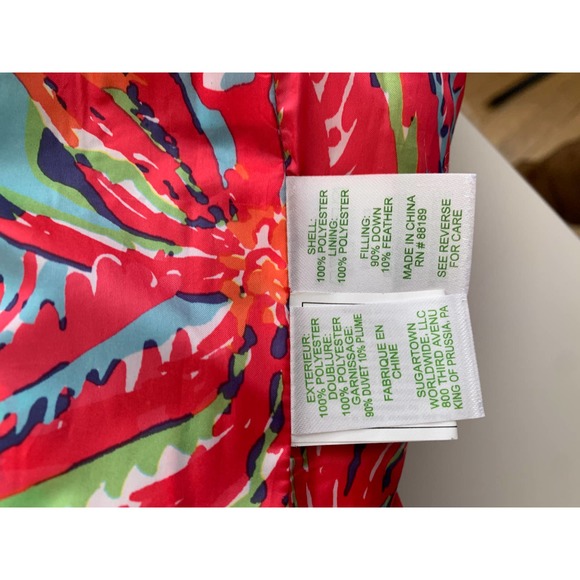 SHELL:
100% POLYESTER
LINING:
100% POLYESTER
FILLING:
90% DOWN
10% FEATHER
MADE IN CHINA
RN # 88189
SEE REVERSE
FOR CARE
EXTERIEUR:
100% POLYESTER
DOUBLURE:
100% POLYESTER
GARNISSAGE:
90% DUVET 10% PLUME
FABRIQUE EN
CHINE
SUGARTOWN
WORLDWIDE, LLC
800 THIRD AVENU
KING OF PRUSSIA, PA